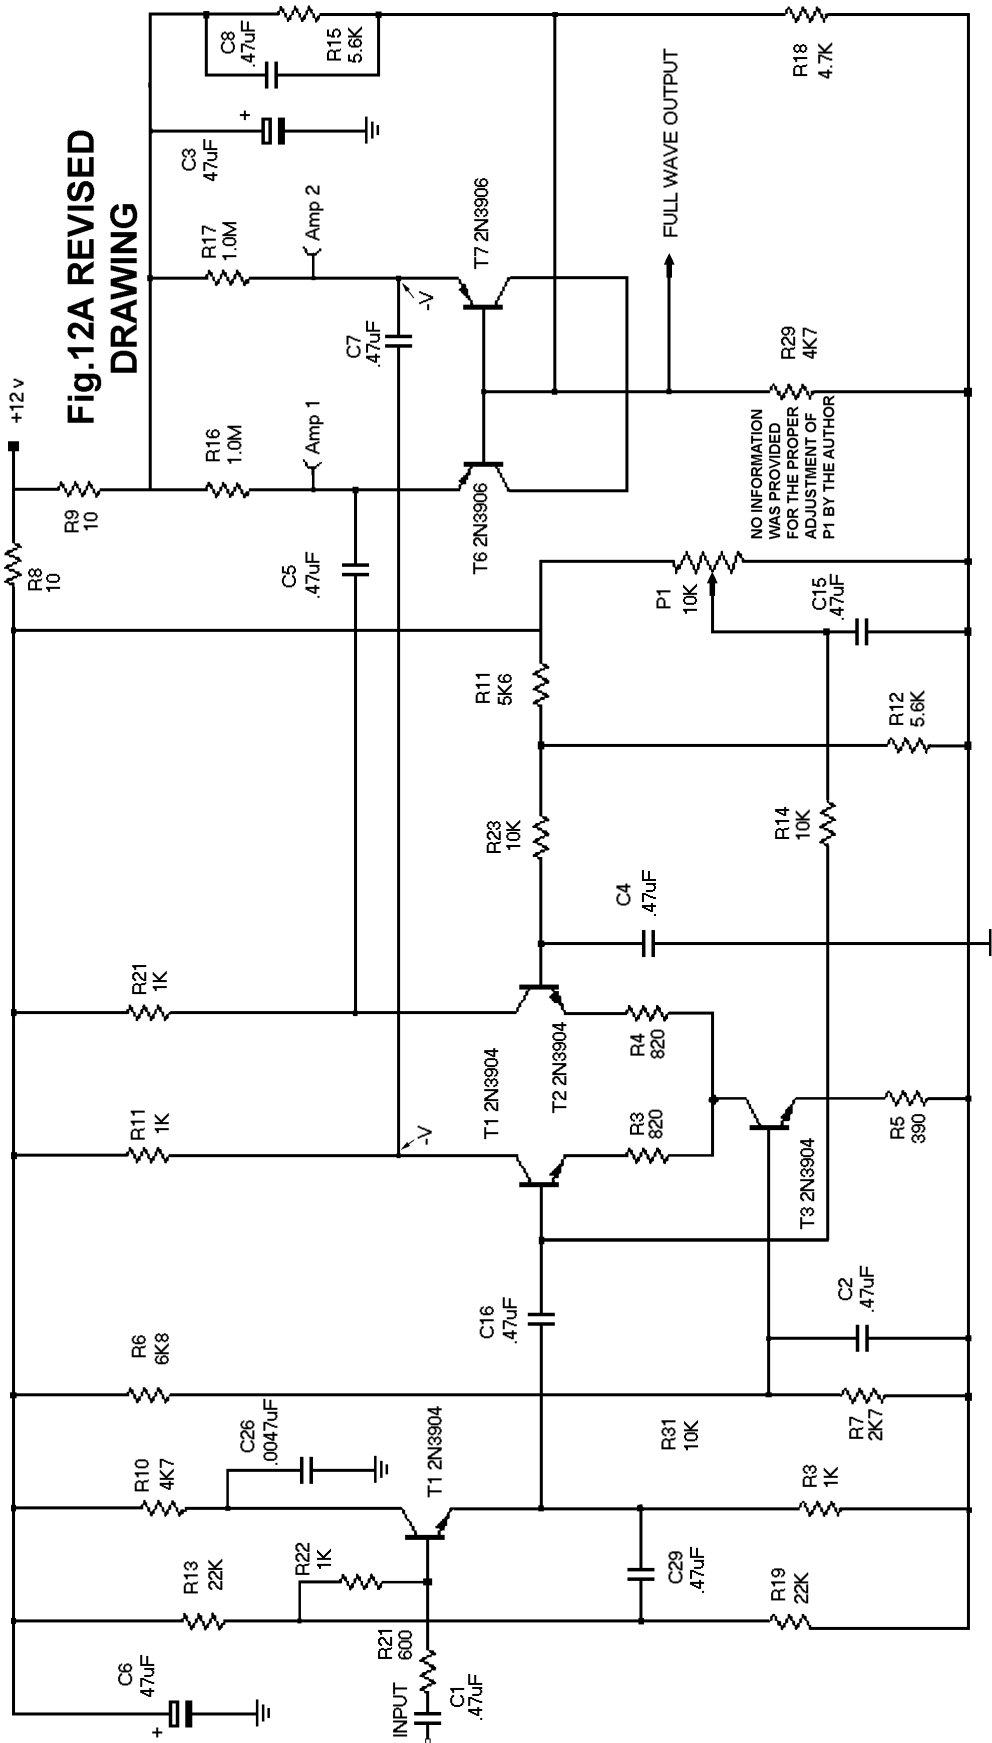 Fig.12A REVISED
DRAWING
+12v
C6
47uF
+
INPUT
C1
.47uF
R21
600
R13
22K
R22
1K
R10
4K7
C26
.0047uF
T1 2N3904
C29
.47uF
R19
22K
R3
1K
R31
10K
R6
6K8
R7
2K7
C16
.47uF
C2
.47uF
R11
1K
-V
T1 2N3904
R3
820
T3 2N3904
R5
390
R21
1K
T2 2N3904
R4
820
C4
.47uF
R23
10K
R14
10K
R11
5K6
R12
5.6K
P1
10K
C15
.47uF
NO INFORMATION
WAS PROVIDED
FOR THE PROPER
ADJUSTMENT OF
P1 BY THE AUTHOR
R8
10
R9
10
C5
.47uF
R16
1.0M
Amp 1
T6 2N3906
C7
.47uF
-V
R17
1.0M
Amp 2
T7 2N3906
R29
4K7
FULL WAVE OUTPUT
C3
47uF
+
C8
.47uF
R15
5.6K
R18
4.7K